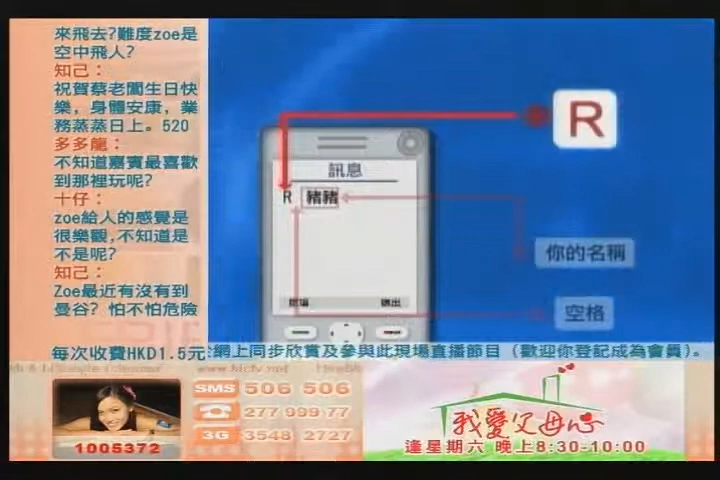 來飛去?難度zoe是
空中飛人?
知己：
祝賀蔡老闆生日快
樂，身體安康，業
務蒸蒸日上。520
多多龍：
不知道嘉賓最喜歡
到那裡玩呢?
十仔：
zoe給人的感覺是
很樂觀,不知道是
不是呢?
知己：
Zoe最近有沒有到
曼谷? 怕不怕危險
R
訊息
R 豬豬
你的名稱
空格
每次收費HKD1.5元
網上同步欣賞及參與此現場直播節目 (歡迎你登記成為會員)。
SMS 506 506
277 999 77
3G 3548 2727
1005372
我愛父母心
逢星期六 晚上8:30-10:00